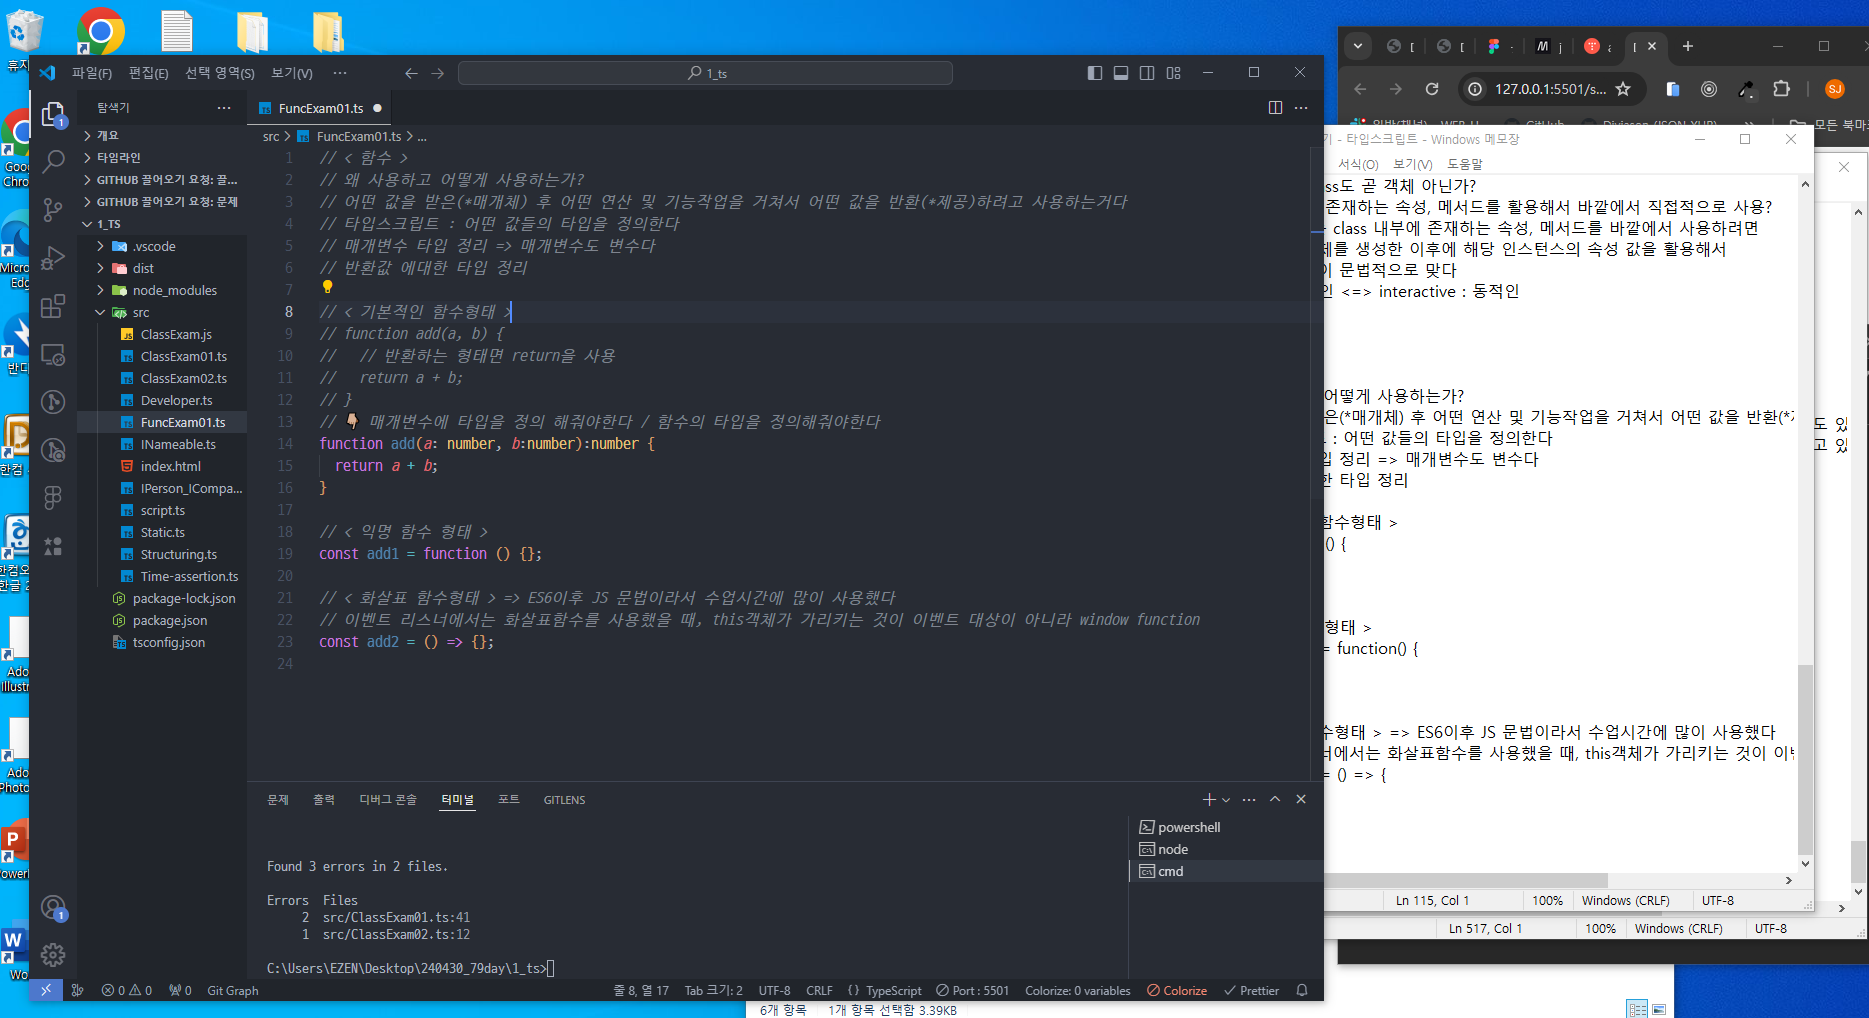 파일(F) 편집(E) 선택 영역(S) 보기(V) ···
1_ts
탐색기
개요
타임라인
GITHUB 끌어오기 요청: 끌...
GITHUB 끌어오기 요청: 문제
1_TS
.vscode
dist
node_modules
src
ClassExam.js
ClassExam01.ts
ClassExam02.ts
Developer.ts
FuncExam01.ts
INameable.ts
index.html
IPerson_ICompa...
script.ts
Static.ts
Structuring.ts
Time-assertion.ts
package-lock.json
package.json
tsconfig.json
FuncExam01.ts
src > FuncExam01.ts > ...
1 // < 함수 >
2 // 왜 사용하고 어떻게 사용하는가?
3 // 어떤 값을 받은(*매개체) 후 어떤 연산 및 기능작업을 거쳐서 어떤 값을 반환(*제공)하려고 사용하는거다
4 // 타입스크립트 : 어떤 값들의 타입을 정의한다
5 // 매개변수 타입 정리 => 매개변수도 변수다
6 // 반환값 에대한 타입 정리
7
8 // < 기본적인 함수형태 >
9 // function add(a, b) {
10 //   // 반환하는 형태면 return을 사용
11 //   return a + b;
12 // }
13 // 👇🏼 매개변수에 타입을 정의 해줘야한다 / 함수의 타입을 정의해줘야한다
14 function add(a: number, b:number):number {
15   return a + b;
16 }
17
18 // < 익명 함수 형태 >
19 const add1 = function () {};
20
21 // < 화살표 함수형태 > => ES6이후 JS 문법이라서 수업시간에 많이 사용했다
22 // 이벤트 리스너에서는 화살표함수를 사용했을 때, this객체가 가리키는 것이 이벤트 대상이 아니라 window function
23 const add2 = () => {};
24
문제 출력 디버그 콘솔 터미널 포트 GITLENS
Found 3 errors in 2 files.
Errors  Files
2  src/ClassExam01.ts:41
1  src/ClassExam02.ts:12
C:\Users\EZEN\Desktop\240430_79day\1_ts>
powershell
node
cmd
0 0 0 Git Graph
줄 8, 열 17 Tab 크기: 2 UTF-8 CRLF {} TypeScript Port : 5501 Colorize: 0 variables Colorize Prettier
127.0.0.1:5501/s...
SJ
GitHub
모든 북마크
기 - 타입스크립트 - Windows 메모장
서식(O) 보기(V) 도움말
ss도 곧 객체 아닌가?
존재하는 속성, 메서드를 활용해서 바깥에서 직접적으로 사용?
class 내부에 존재하는 속성, 메서드를 바깥에서 사용하려면
체를 생성한 이후에 해당 인스턴스의 속성 값을 활용해서
이 문법적으로 맞다
인 <=> interactive : 동적인
어떻게 사용하는가?
은(*매개체) 후 어떤 연산 및 기능작업을 거쳐서 어떤 값을 반환(*제
: 어떤 값들의 타입을 정의한다
입 정리 => 매개변수도 변수다
한 타입 정리
함수형태 >
() {
형태 >
= function() {
수형태 > => ES6이후 JS 문법이라서 수업시간에 많이 사용했다
너에서는 화살표함수를 사용했을 때, this객체가 가리키는 것이 이벤
= () => {
Ln 115, Col 1 100% Windows (CRLF) UTF-8
도 있
고 있
Ln 517, Col 1 100% Windows (CRLF) UTF-8
6개 항목 1개 항목 선택함 3.39KB